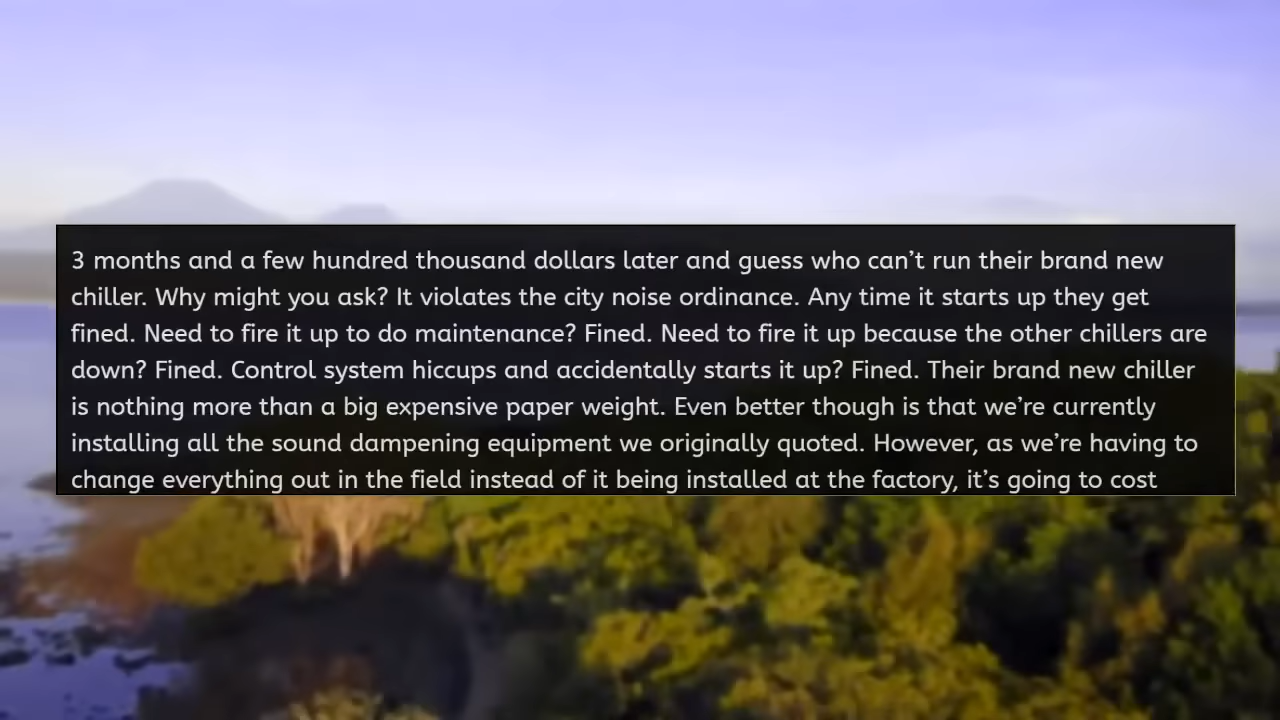 3 months and a few hundred thousand dollars later and guess who can’t run their brand new
chiller. Why might you ask? It violates the city noise ordinance. Any time it starts up they get
fined. Need to fire it up to do maintenance? Fined. Need to fire it up because the other chillers are
down? Fined. Control system hiccups and accidentally starts it up? Fined. Their brand new chiller
is nothing more than a big expensive paper weight. Even better though is that we’re currently
installing all the sound dampening equipment we originally quoted. However, as we’re having to
change everything out in the field instead of it being installed at the factory, it’s going to cost